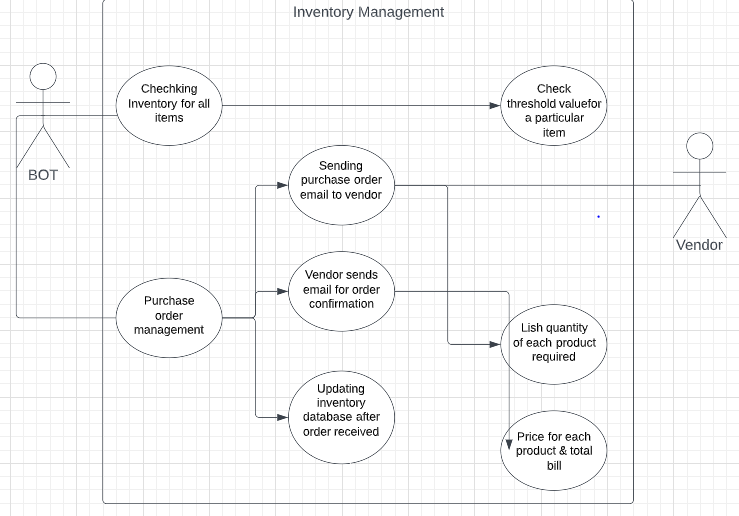 Inventory Management
Chechking
Inventory for all
items
Check
threshold valuefor
a particular
item
BOT
Sending
purchase order
email to vendor
Vendor
Vendor sends
email for order
confirmation
Purchase
order
management
Lish quantity
of each product
required
Updating
inventory
database after
order received
Price for each
product & total
bill